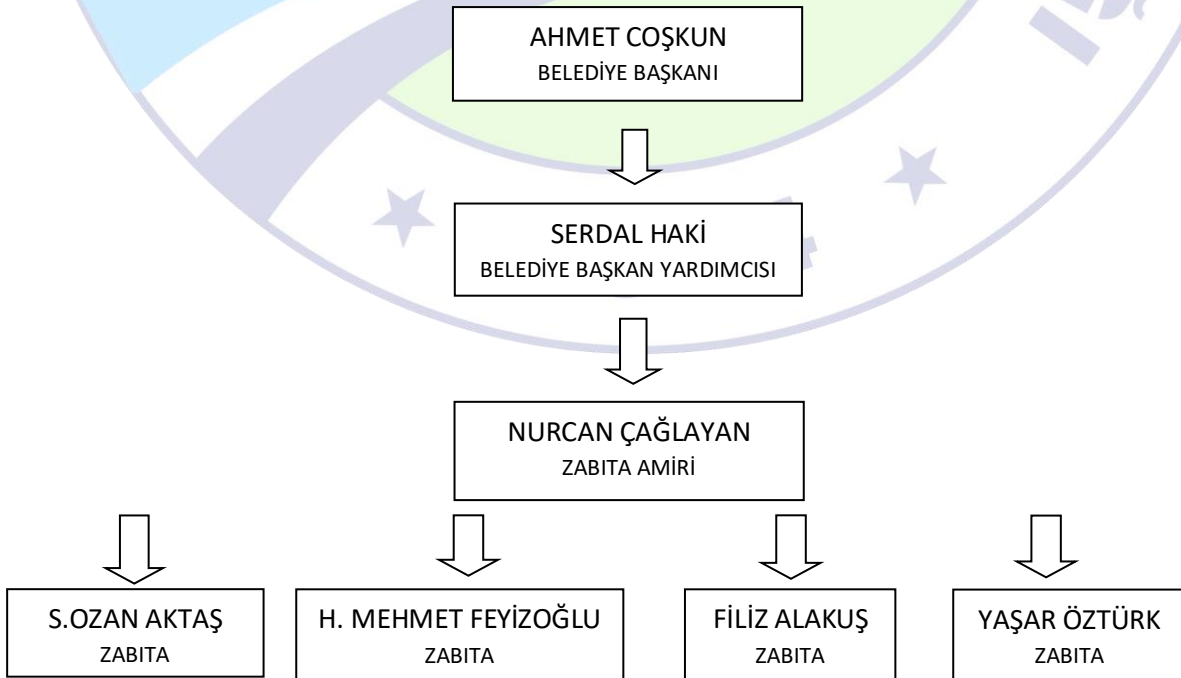 AHMET COŞKUN
BELEDİYE BAŞKANI
SERDAL HAKİ
BELEDİYE BAŞKAN YARDIMCISI
NURCAN ÇAĞLAYAN
ZABITA AMİRİ
S.OZAN AKTAŞ
ZABITA
H. MEHMET FEYİZOĞLU
ZABITA
FİLİZ ALAKUŞ
ZABITA
YAŞAR ÖZTÜRK
ZABITA